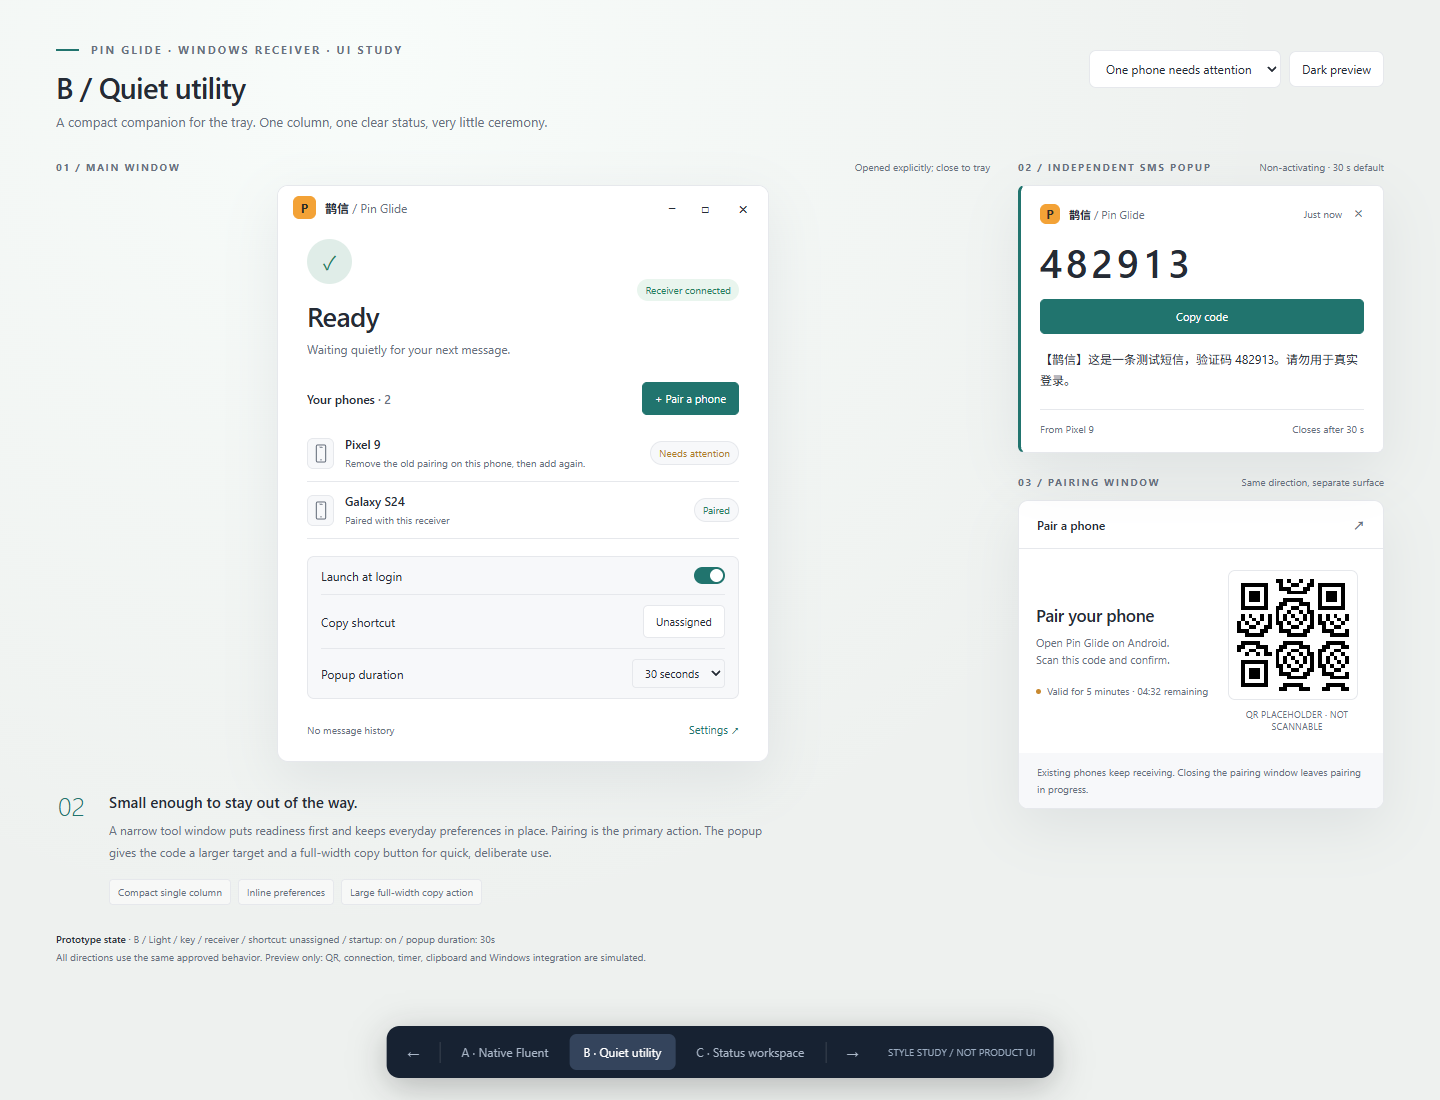 PIN GLIDE · WINDOWS RECEIVER · UI STUDY
B / Quiet utility
A compact companion for the tray. One column, one clear status, very little ceremony.
One phone needs attention
Dark preview
01 / MAIN WINDOW
Opened explicitly; close to tray
P
鹊信 / Pin Glide
Receiver connected
Ready
Waiting quietly for your next message.
Your phones · 2
+ Pair a phone
Pixel 9
Remove the old pairing on this phone, then add again.
Needs attention
Galaxy S24
Paired with this receiver
Paired
Launch at login
Copy shortcut
Unassigned
Popup duration
30 seconds
No message history
Settings ↗
02 / INDEPENDENT SMS POPUP
Non-activating · 30 s default
P
鹊信 / Pin Glide
Just now
482913
Copy code
【鹊信】这是一条测试短信，验证码 482913。请勿用于真实
登录。
From Pixel 9
Closes after 30 s
03 / PAIRING WINDOW
Same direction, separate surface
Pair a phone
↗
Pair your phone
Open Pin Glide on Android.
Scan this code and confirm.
Valid for 5 minutes · 04:32 remaining
QR PLACEHOLDER · NOT
SCANNABLE
Existing phones keep receiving. Closing the pairing window leaves pairing
in progress.
02
Small enough to stay out of the way.
A narrow tool window puts readiness first and keeps everyday preferences in place. Pairing is the primary action. The popup
gives the code a larger target and a full-width copy button for quick, deliberate use.
Compact single column
Inline preferences
Large full-width copy action
Prototype state · B / Light / key / receiver / shortcut: unassigned / startup: on / popup duration: 30s
All directions use the same approved behavior. Preview only: QR, connection, timer, clipboard and Windows integration are simulated.
←
A · Native Fluent
B · Quiet utility
C · Status workspace
→
STYLE STUDY / NOT PRODUCT UI